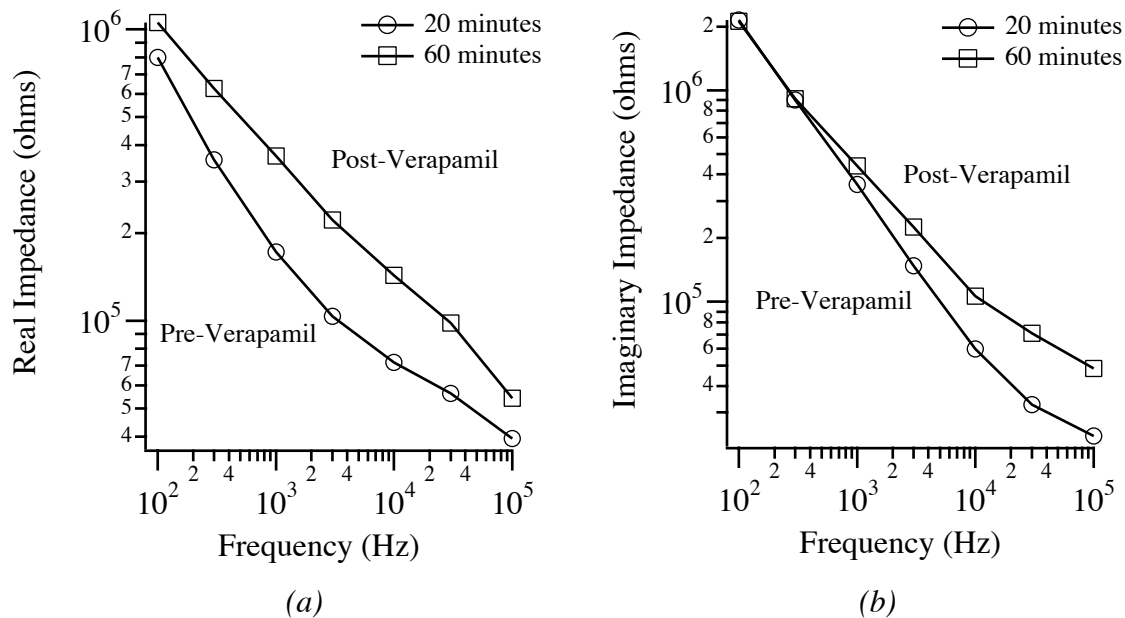 20 minutes
60 minutes
Real Impedance (ohms)
10^6
7
6
5
4
3
2
10^5
7
6
5
4
Post-Verapamil
Pre-Verapamil
2 4 2 4 2 4
10^2 10^3 10^4 10^5
Frequency (Hz)
(a)
20 minutes
60 minutes
Imaginary Impedance (ohms)
2
10^6
8
6
4
2
10^5
8
6
4
Post-Verapamil
Pre-Verapamil
2 4 2 4 2 4
10^2 10^3 10^4 10^5
Frequency (Hz)
(b)